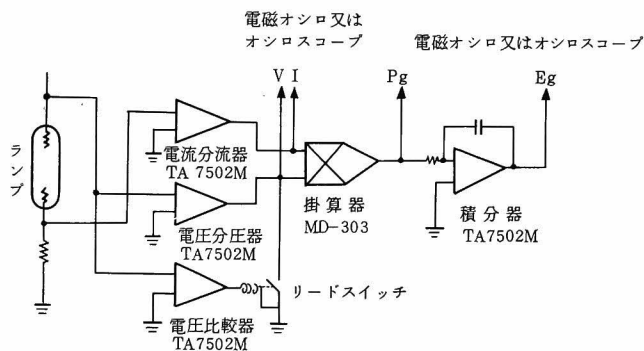 電磁オシロ又は
オシロスコープ
電磁オシロ又はオシロスコープ
V I
Pg
Eg
ランプ
電流分流器
TA 7502M
電圧分圧器
TA7502M
掛算器
MD-303
積分器
TA7502M
リードスイッチ
電圧比較器
TA7502M